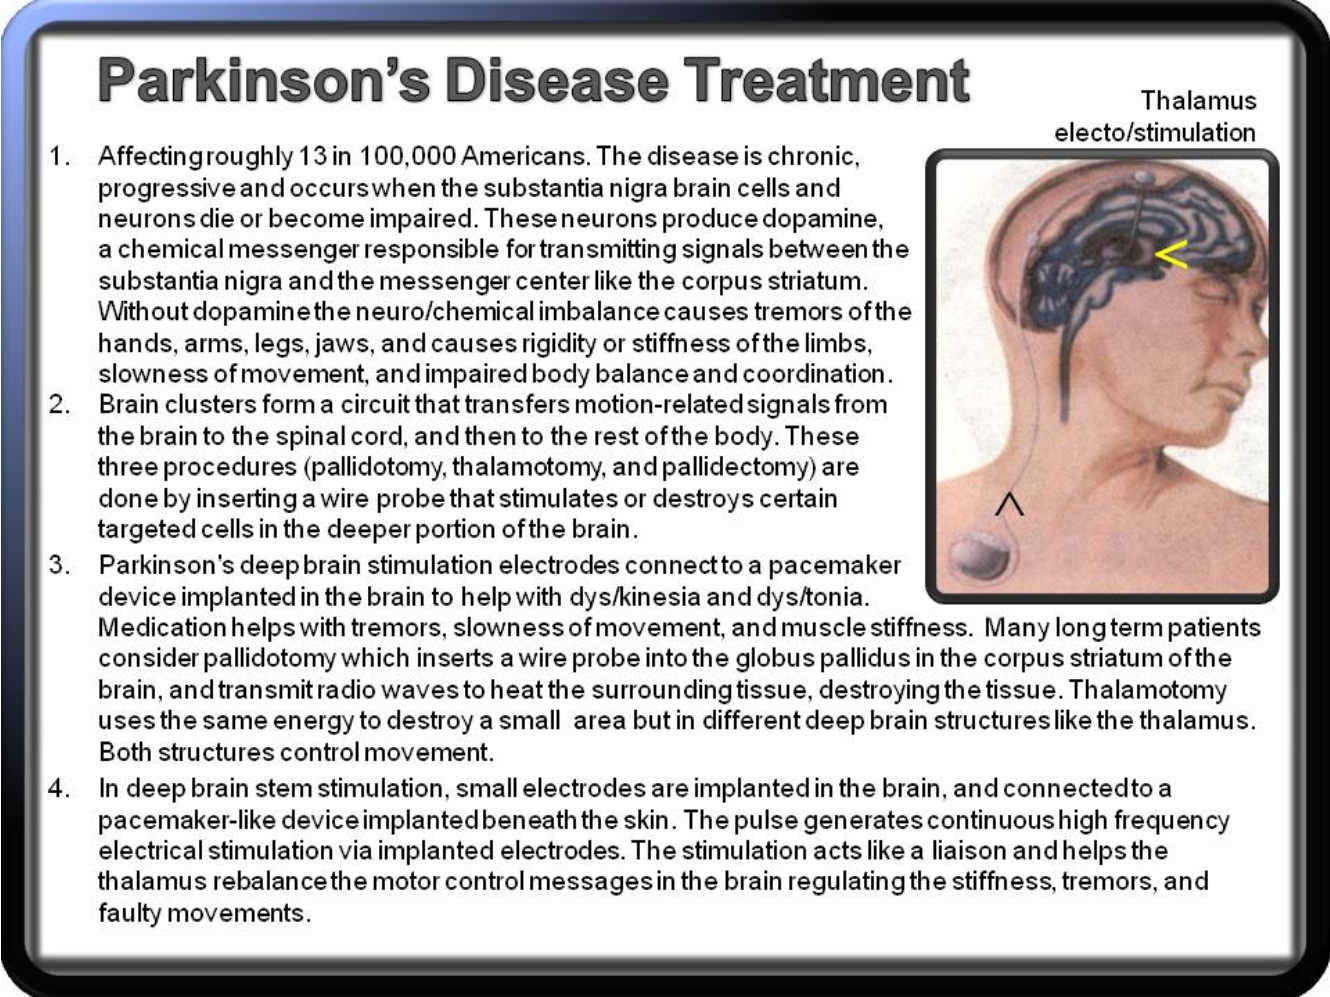 Parkinson's Disease Treatment
Thalamus
electo/stimulation
1. Affecting roughly 13 in 100,000 Americans. The disease is chronic,
progressive and occurs when the substantia nigra brain cells and
neurons die or become impaired. These neurons produce dopamine,
a chemical messenger responsible for transmitting signals between the
substantia nigra and the messenger center like the corpus striatum.
Without dopamine the neuro/chemical imbalance causes tremors of the
hands, arms, legs, jaws, and causes rigidity or stiffness of the limbs,
slowness of movement, and impaired body balance and coordination.
2. Brain clusters form a circuit that transfers motion-related signals from
the brain to the spinal cord, and then to the rest of the body. These
three procedures (pallidotomy, thalamotomy, and pallidectomy) are
done by inserting a wire probe that stimulates or destroys certain
targeted cells in the deeper portion of the brain.
3. Parkinson's deep brain stimulation electrodes connect to a pacemaker
device implanted in the brain to help with dys/kinesia and dys/tonia.
Medication helps with tremors, slowness of movement, and muscle stiffness. Many long term patients
consider pallidotomy which inserts a wire probe into the globus pallidus in the corpus striatum of the
brain, and transmit radio waves to heat the surrounding tissue, destroying the tissue. Thalamotomy
uses the same energy to destroy a small area but in different deep brain structures like the thalamus.
Both structures control movement.
4. In deep brain stem stimulation, small electrodes are implanted in the brain, and connected to a
pacemaker-like device implanted beneath the skin. The pulse generates continuous high frequency
electrical stimulation via implanted electrodes. The stimulation acts like a liaison and helps the
thalamus rebalance the motor control messages in the brain regulating the stiffness, tremors, and
faulty movements.